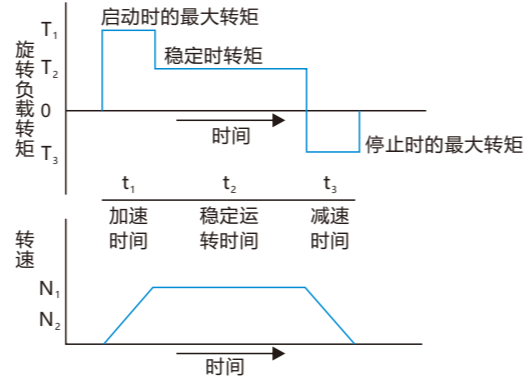 启动时的最大转矩
T₁
稳定时转矩
T₂
旋转负载转矩
0
时间
T₃
停止时的最大转矩
t₁
t₂
t₃
加速
时间
稳定运
转时间
减速
时间
转速
N₁
N₂
时间